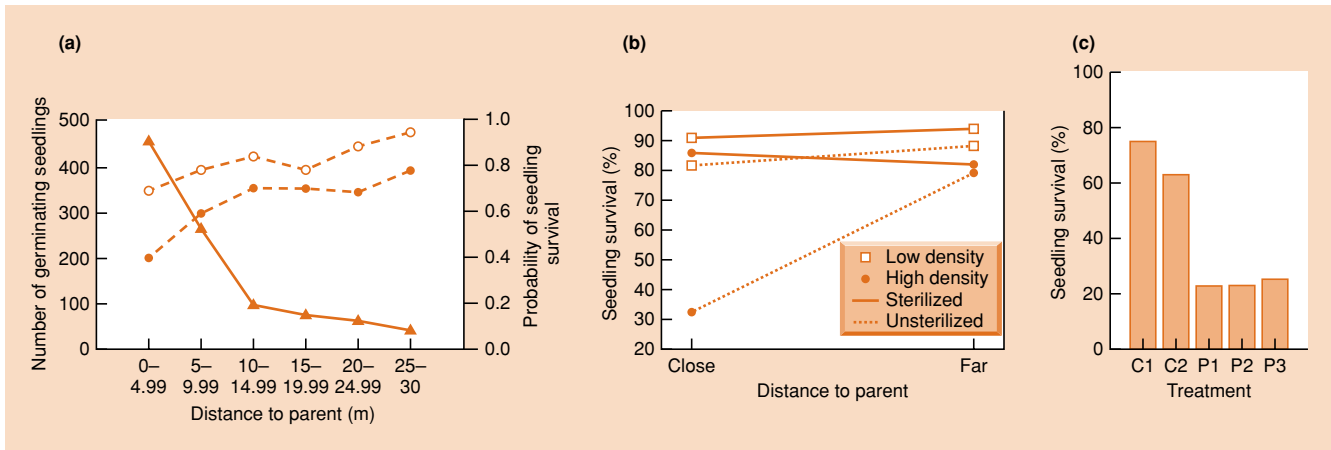 (a)
Number of germinating seedlings
500
400
300
200
100
0
1.0
0.8
0.6
0.4
0.2
0.0
Probability of seedling
survival
0–
4.99
5–
9.99
10–
14.99
15–
19.99
20–
24.99
25–
30
Distance to parent (m)
(b)
Seedling survival (%)
100
90
80
70
60
50
40
30
20
Low density
High density
Sterilized
Unsterilized
Close
Far
Distance to parent
(c)
Seedling survival (%)
100
80
60
40
20
0
C1 C2 P1 P2 P3
Treatment